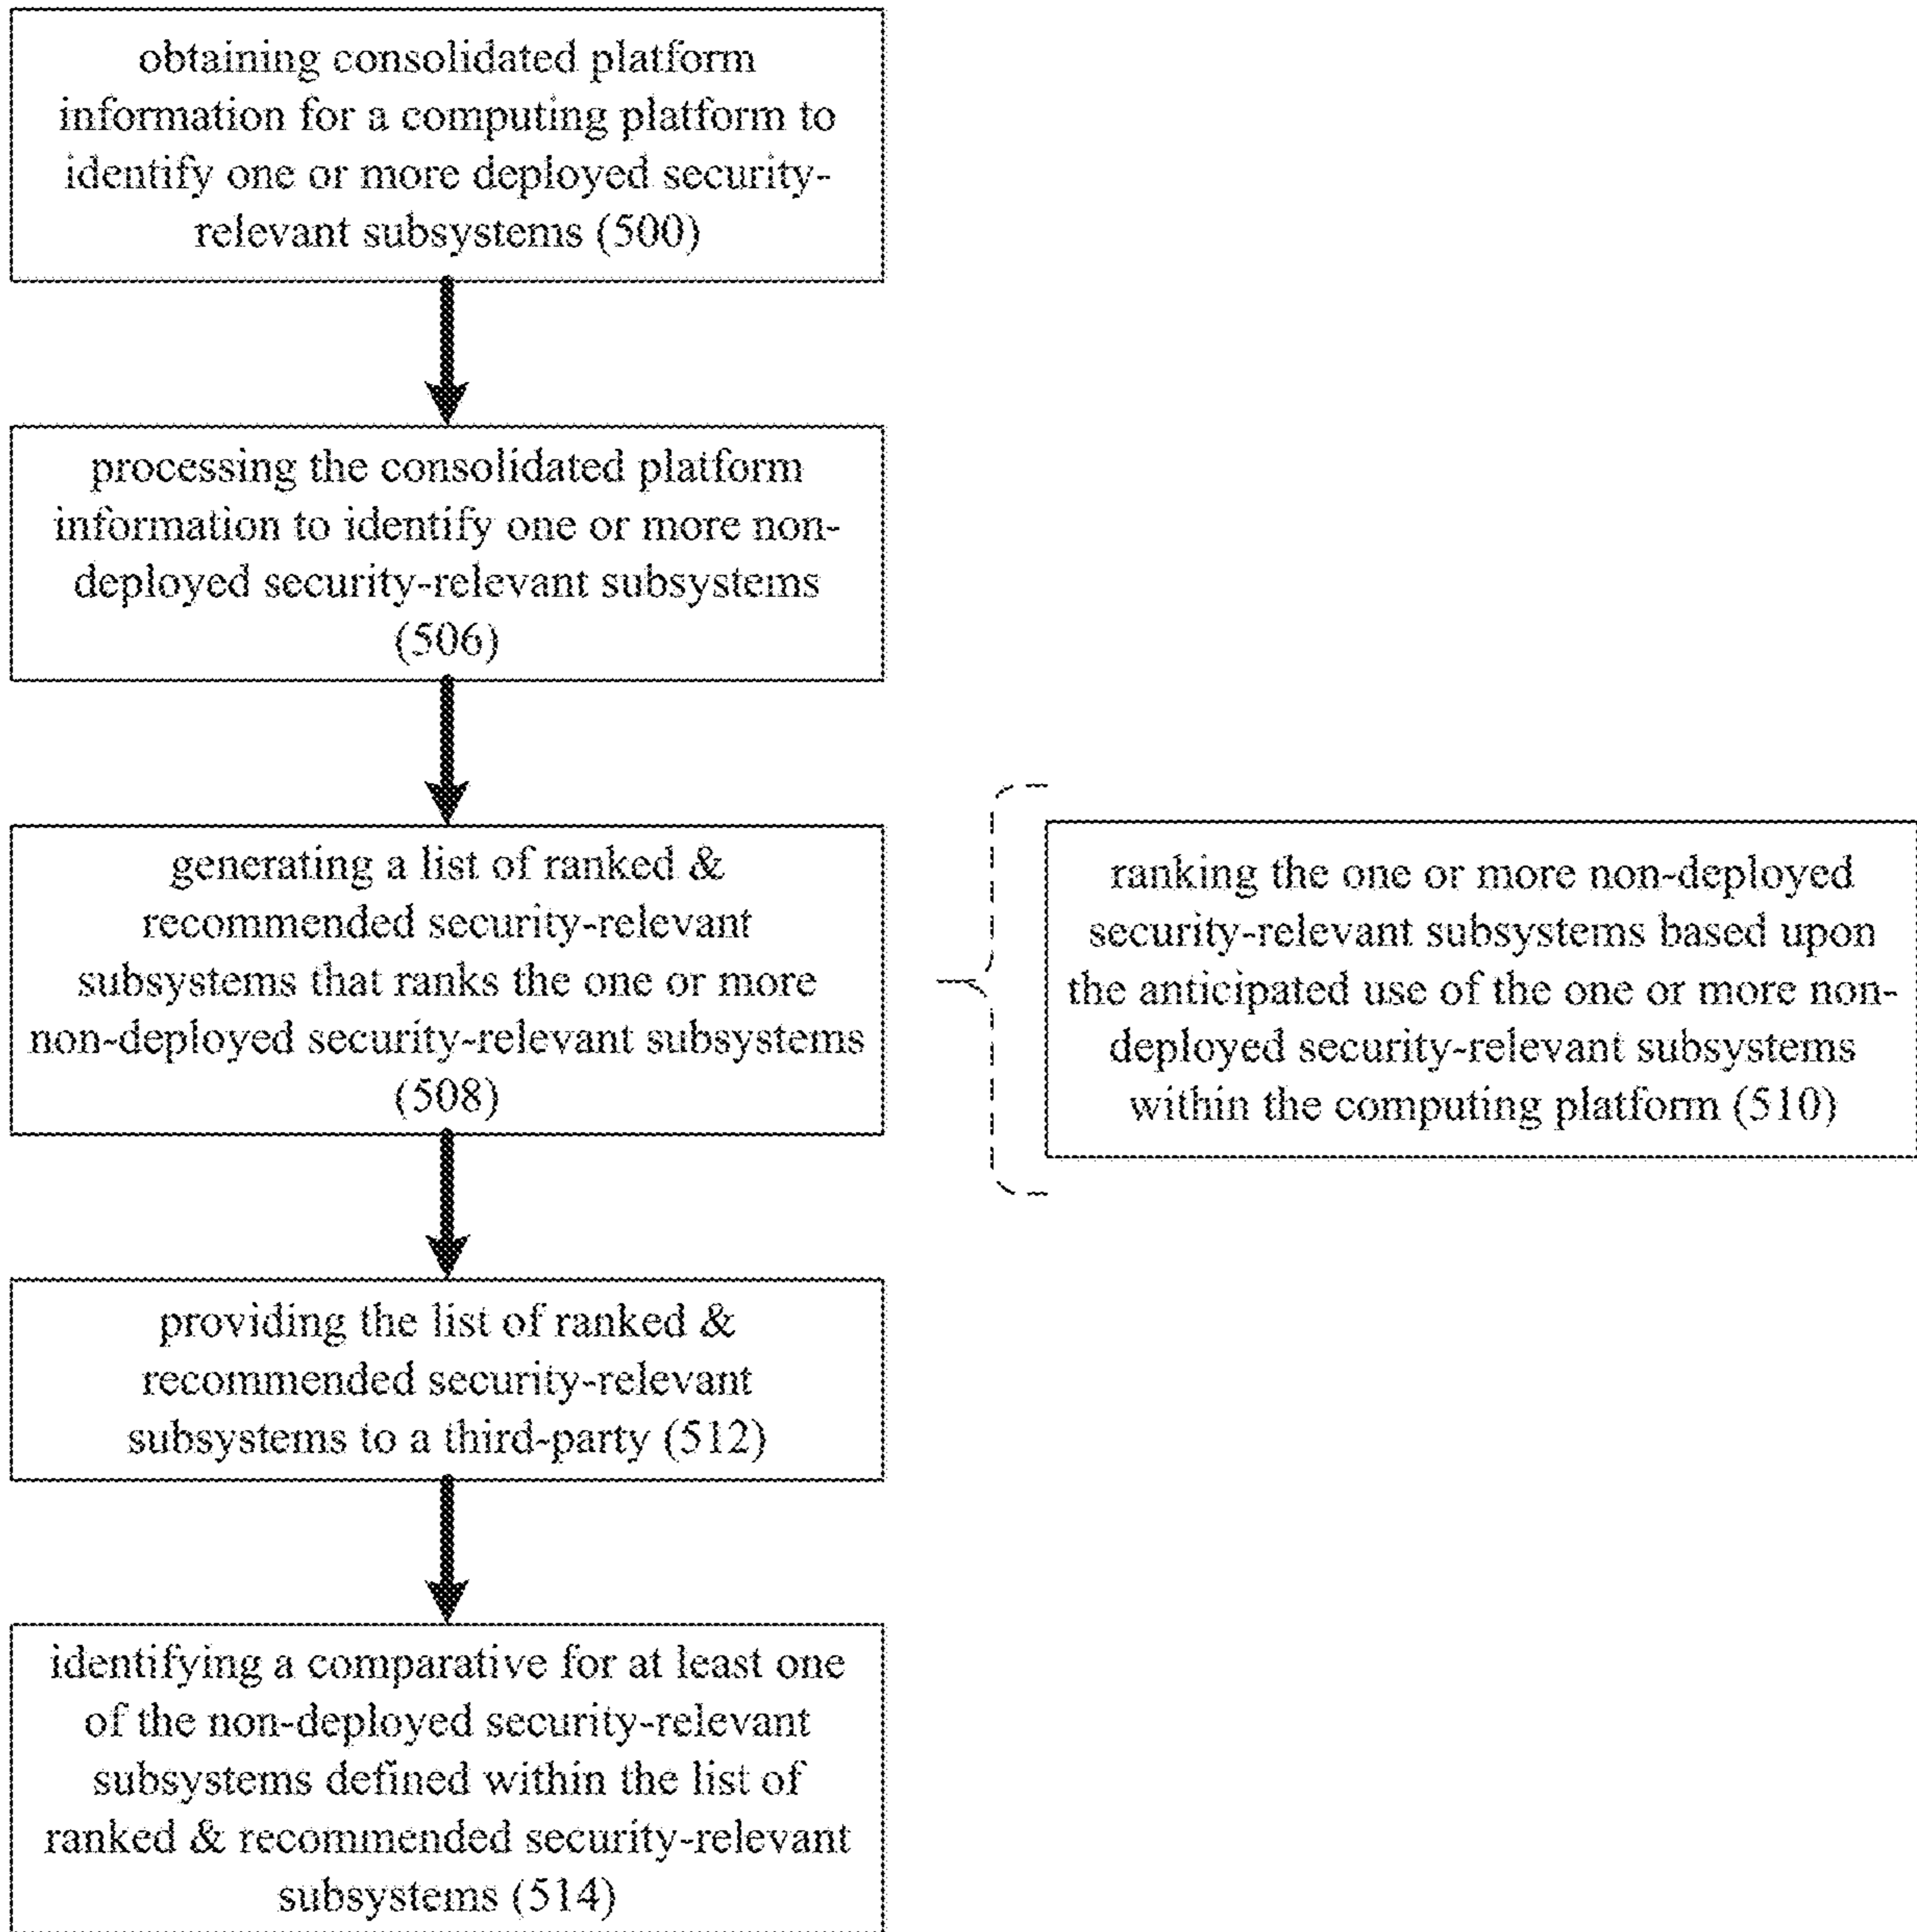 obtaining consolidated platform
information for a computing platform to
identify one or more deployed security-
relevant subsystems (500)
processing the consolidated platform
information to identify one or more non-
deployed security-relevant subsystems
(506)
generating a list of ranked &
recommended security-relevant
subsystems that ranks the one or more
non-deployed security-relevant subsystems
(508)
ranking the one or more non-deployed
security-relevant subsystems based upon
the anticipated use of the one or more non-
deployed security-relevant subsystems
within the computing platform (510)
providing the list of ranked &
recommended security-relevant
subsystems to a third-party (512)
identifying a comparative for at least one
of the non-deployed security-relevant
subsystems defined within the list of
ranked & recommended security-relevant
subsystems (514)